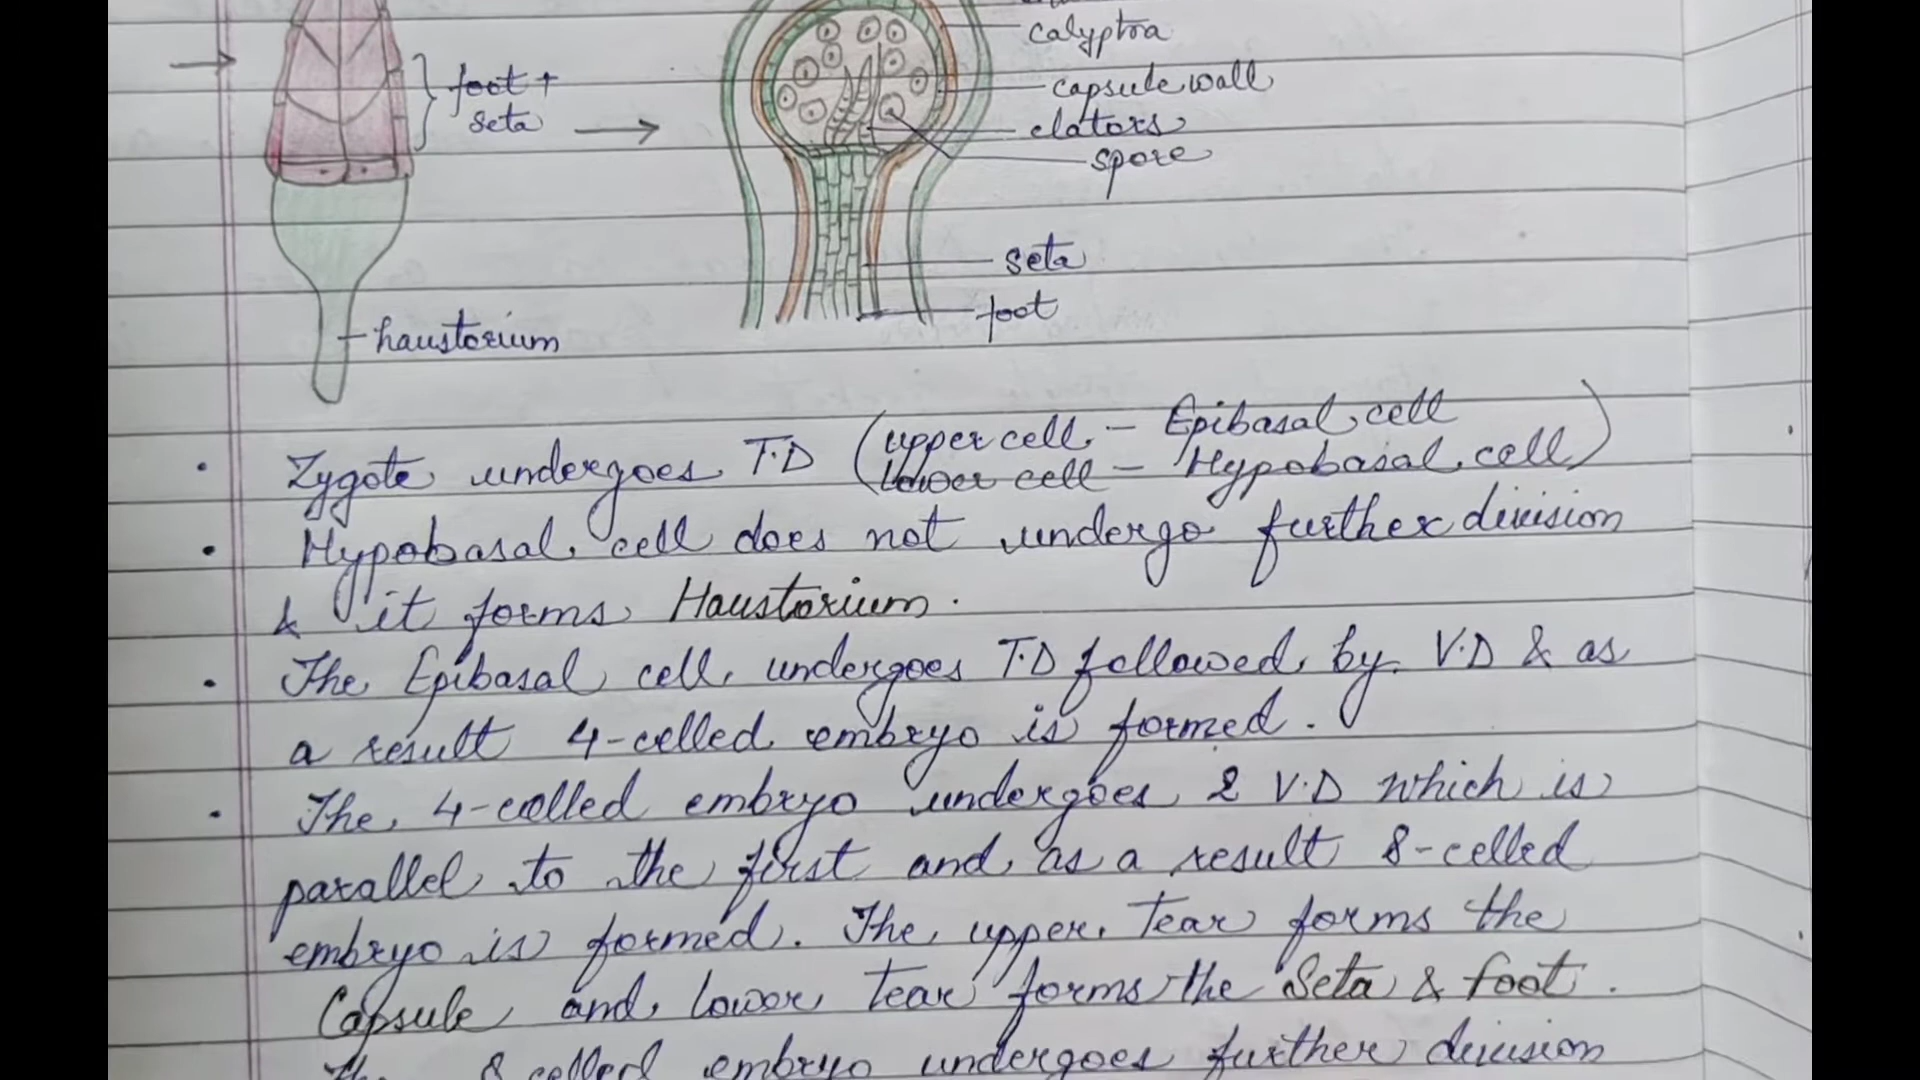 calyptra
capsule wall
elators
spore
foot +
seta
seta
foot
haustorium
• Zygote undergoes T.D (upper cell – Epibasal cell
lower cell – Hypobasal cell)
• Hypobasal cell does not undergo further division
& it forms Haustorium.
• The Epibasal cell undergoes T.D followed by V.D & as
a result 4-celled embryo is formed.
• The 4-celled embryo undergoes 2 V.D which is
parallel to the first and as a result 8-celled
embryo is formed. The upper tear forms the
Capsule and lower tear forms the Seta & foot.
8 celled embryo undergoes further division